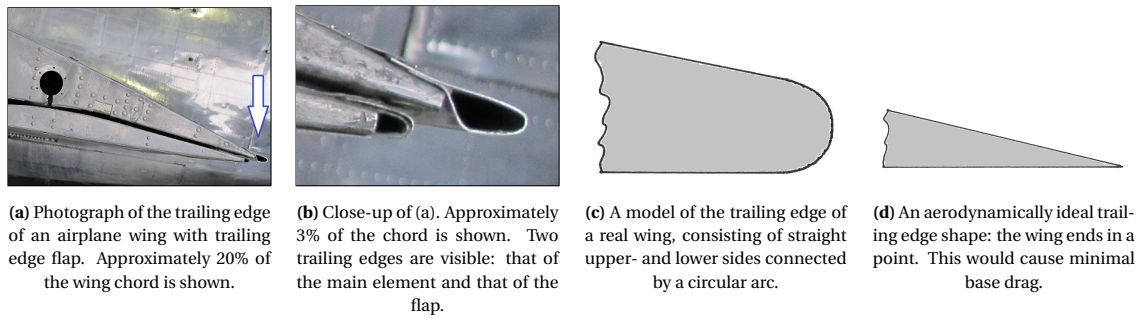 (a) Photograph of the trailing edge
of an airplane wing with trailing
edge flap. Approximately 20% of
the wing chord is shown.
(b) Close-up of (a). Approximately
3% of the chord is shown. Two
trailing edges are visible: that of
the main element and that of the
flap.
(c) A model of the trailing edge of
a real wing, consisting of straight
upper- and lower sides connected
by a circular arc.
(d) An aerodynamically ideal trail-
ing edge shape: the wing ends in a
point. This would cause minimal
base drag.